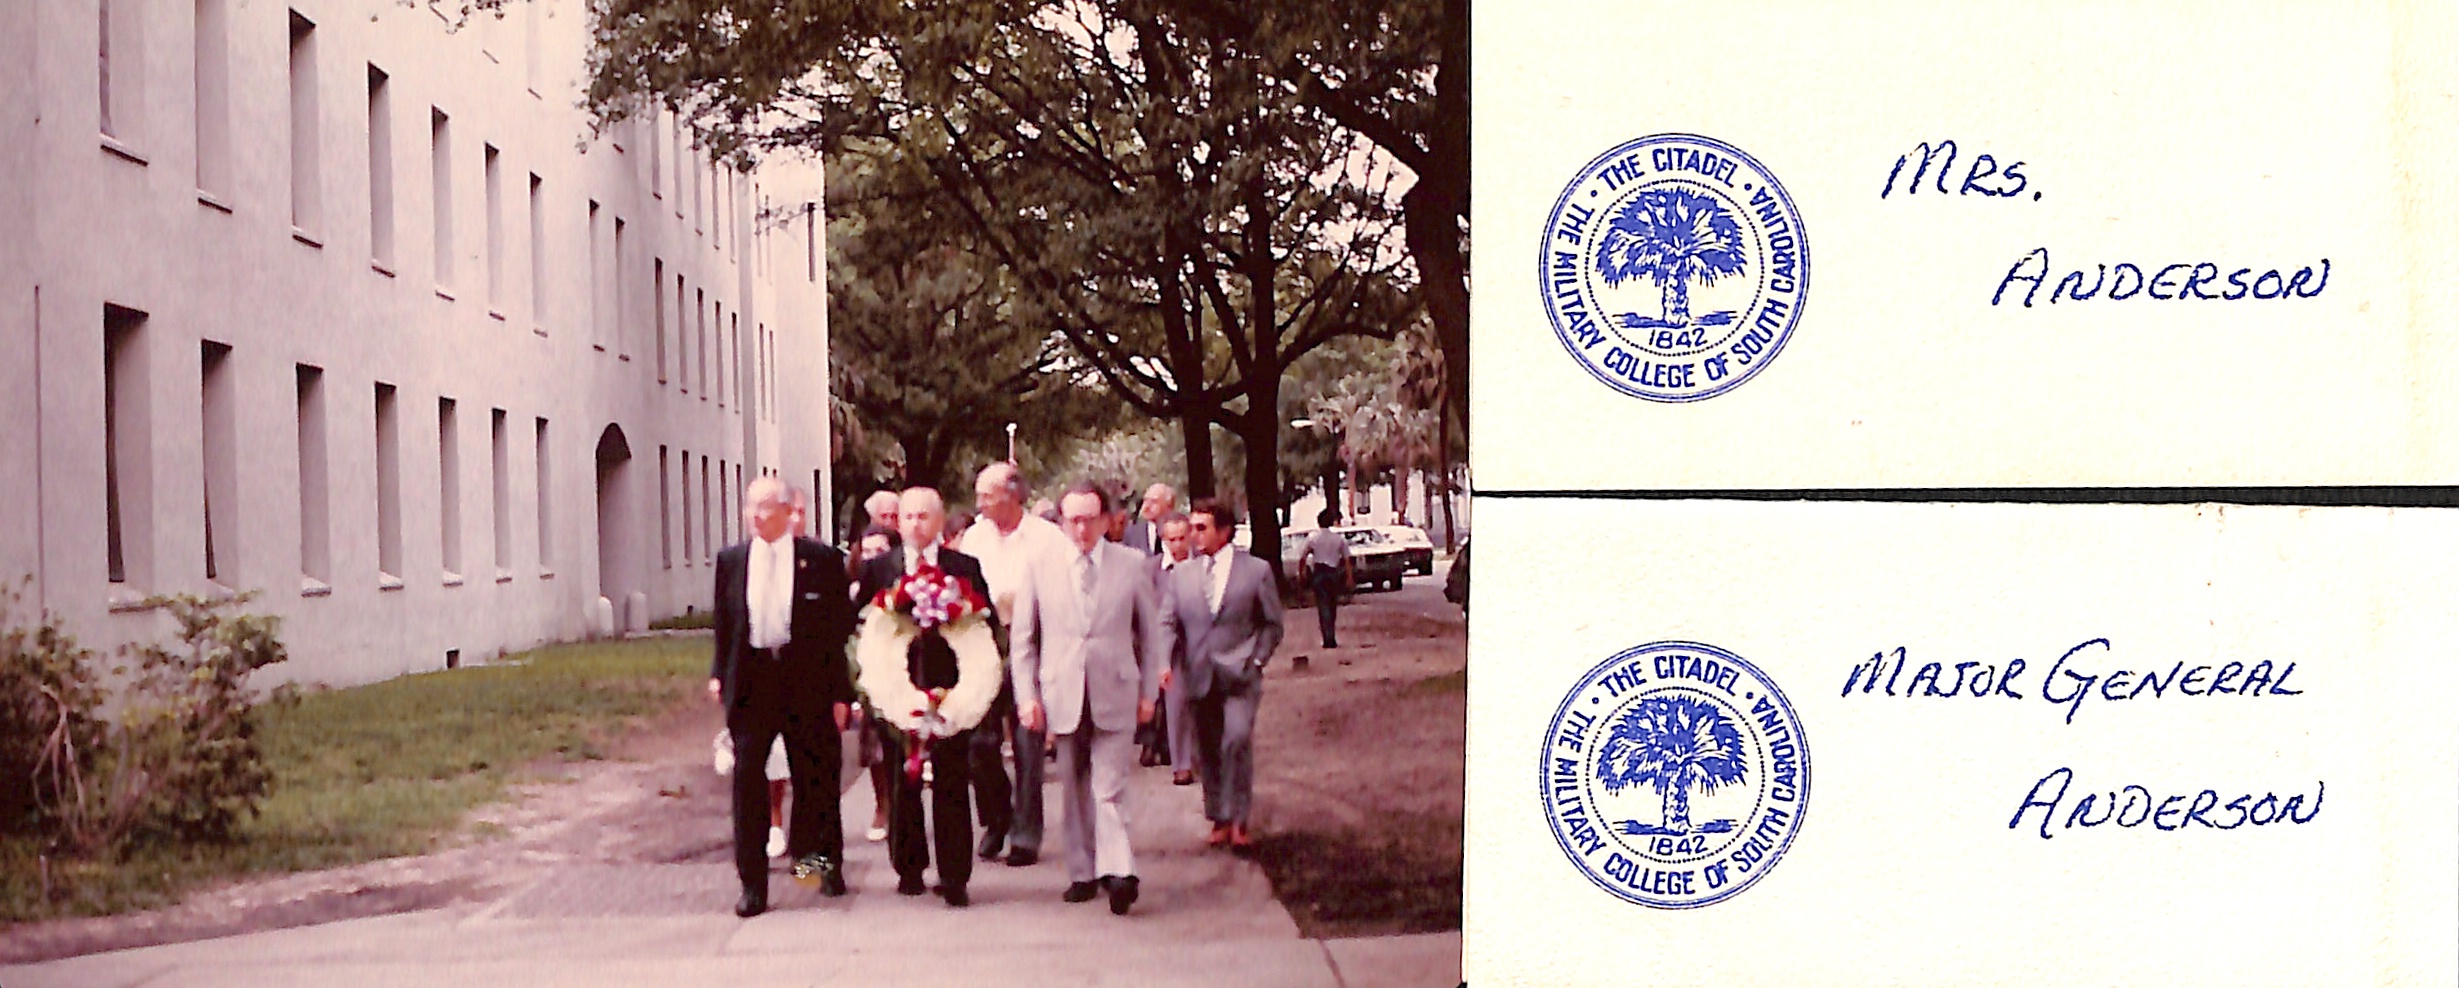 THE CITADEL
THE MILITARY COLLEGE OF SOUTH CAROLINA
1842
MRS.
ANDERSON
THE CITADEL
THE MILITARY COLLEGE OF SOUTH CAROLINA
1842
MAJOR GENERAL
ANDERSON